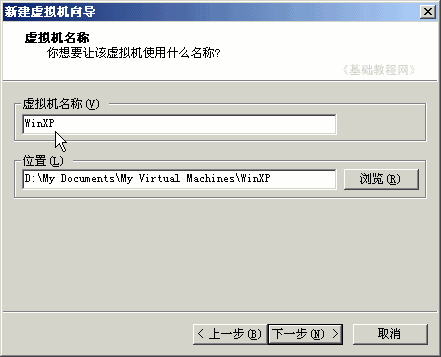 新建虚拟机向导
虚拟机名称
你想要让该虚拟机使用什么名称?
《基础教程网》
虚拟机名称(V)
WinXP
位置(L)
D:\My Documents\My Virtual Machines\WinXP
浏览(R)
< 上一步(B) 下一步(N) > 取消